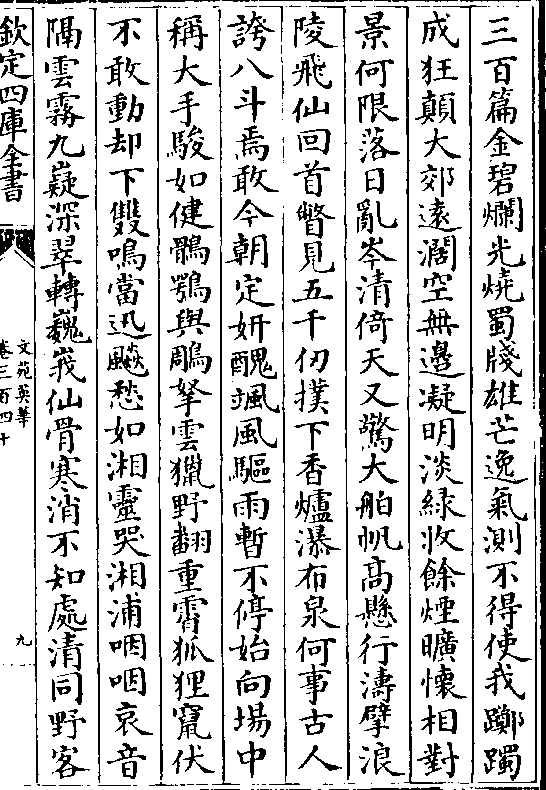 三百篇金碧爛光燒蜀牋雄芒逸氣測不得使我躑躅
成狂顛大郊遠濶空無邊凝明淡緑收餘煙曠懐相對
景何限落日亂岑清倚天又驚大舶帆髙懸行濤擘浪
陵飛仙回首瞥見五千仞撲下香爐瀑布泉何事古人
誇八斗焉敢今朝定妍醜颯風驅雨暫不停始向場中
稱大手駿如健鶻鶚與鵰拏雲獵野翻重霄狐狸竄伏
不敢動却下雙鳴當迅飈愁如湘靈哭湘浦咽咽哀音
隔雲霧九嶷深翠轉巍峩仙骨寒消不知處清同野客
欽定四庫全書
文苑英華
卷三百四十
九